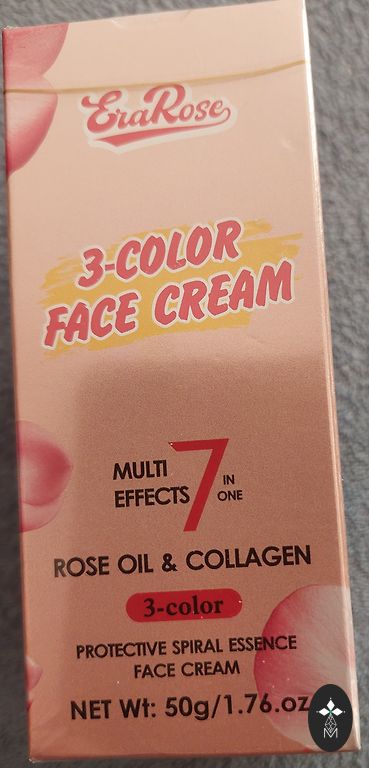 EraRose
3-COLOR
FACE CREAM
MULTI
EFFECTS
7
IN
ONE
ROSE OIL & COLLAGEN
3-color
PROTECTIVE SPIRAL ESSENCE
FACE CREAM
NET Wt: 50g/1.76.oz
M